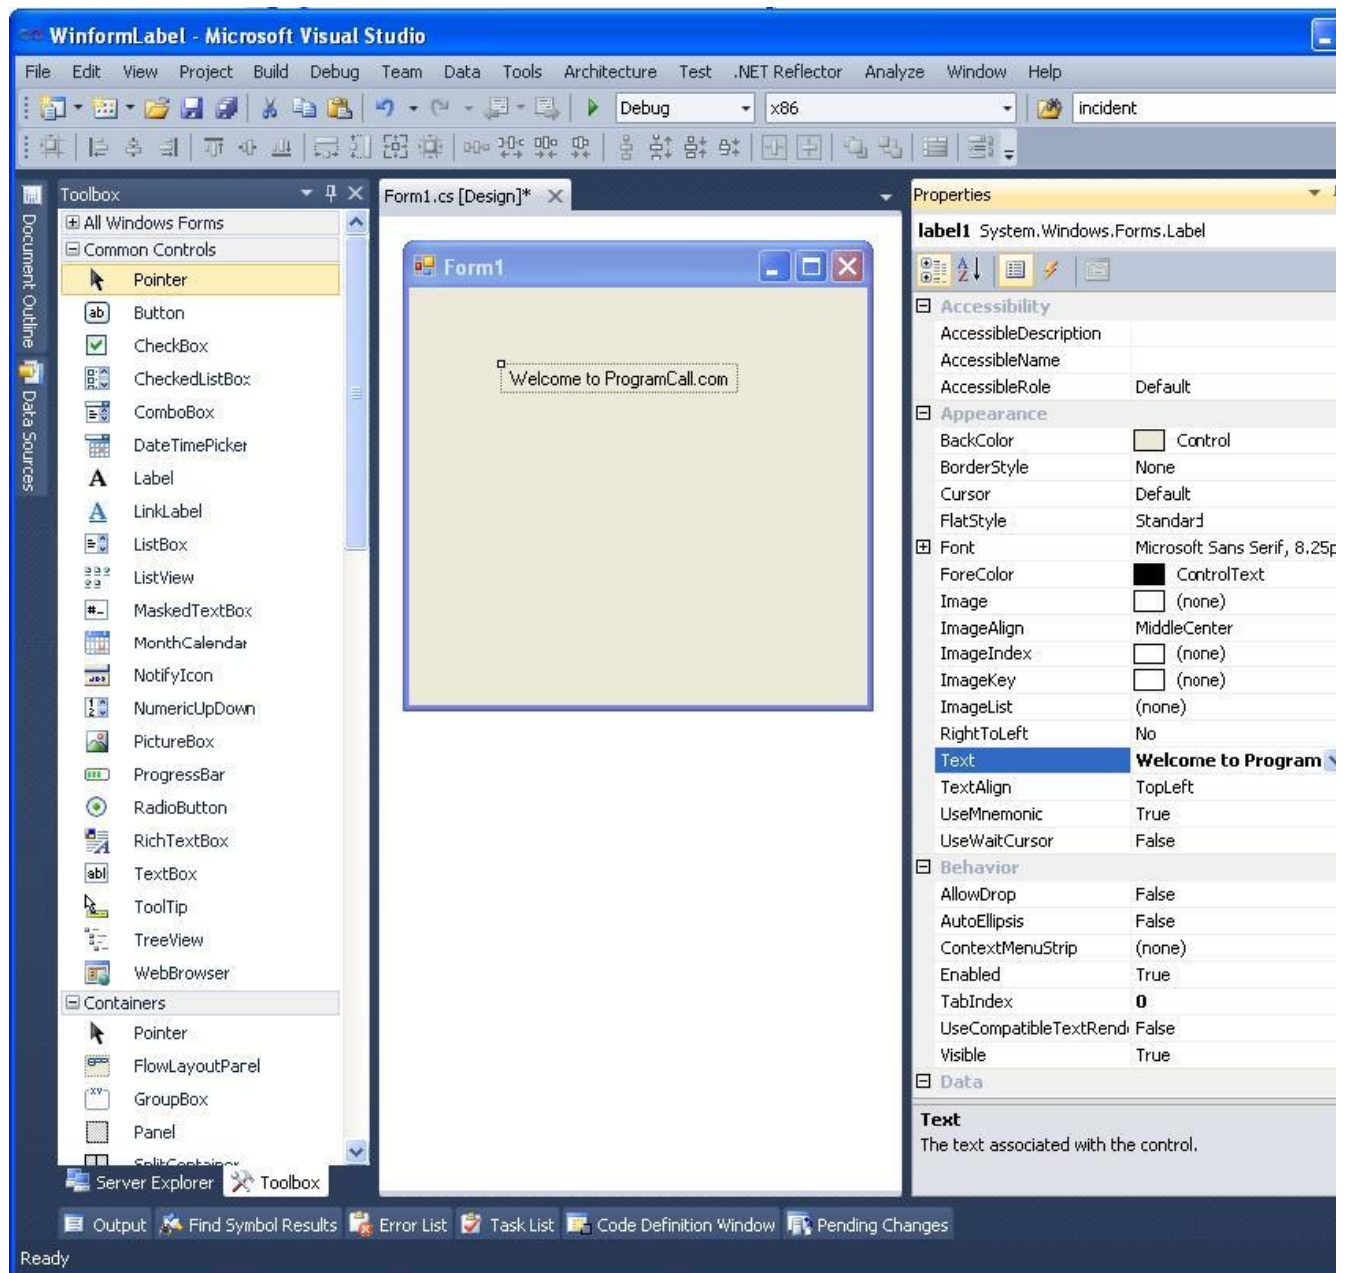 WinformLabel - Microsoft Visual Studio
File Edit View Project Build Debug Team Data Tools Architecture Test .NET Reflector Analyze Window Help
Debug x86 incident
Document Outline
Data Sources
Toolbox
All Windows Forms
Common Controls
Pointer
Button
CheckBox
CheckedListBox
ComboBox
DateTimePicker
Label
LinkLabel
ListBox
ListView
MaskedTextBox
MonthCalendar
NotifyIcon
NumericUpDown
PictureBox
ProgressBar
RadioButton
RichTextBox
TextBox
ToolTip
TreeView
WebBrowser
Containers
Pointer
FlowLayoutPanel
GroupBox
Panel
SplitContainer
Server Explorer Toolbox
Form1.cs [Design]*
Form1
Welcome to ProgramCall.com
Properties
label1 System.Windows.Forms.Label
Accessibility
AccessibleDescription
AccessibleName
AccessibleRole Default
Appearance
BackColor Control
BorderStyle None
Cursor Default
FlatStyle Standard
Font Microsoft Sans Serif, 8.25p
ForeColor ControlText
Image (none)
ImageAlign MiddleCenter
ImageIndex (none)
ImageKey (none)
ImageList (none)
RightToLeft No
Text Welcome to Program
TextAlign TopLeft
UseMnemonic True
UseWaitCursor False
Behavior
AllowDrop False
AutoEllipsis False
ContextMenuStrip (none)
Enabled True
TabIndex 0
UseCompatibleTextRend False
Visible True
Data
Text
The text associated with the control.
Output Find Symbol Results Error List Task List Code Definition Window Pending Changes
Ready